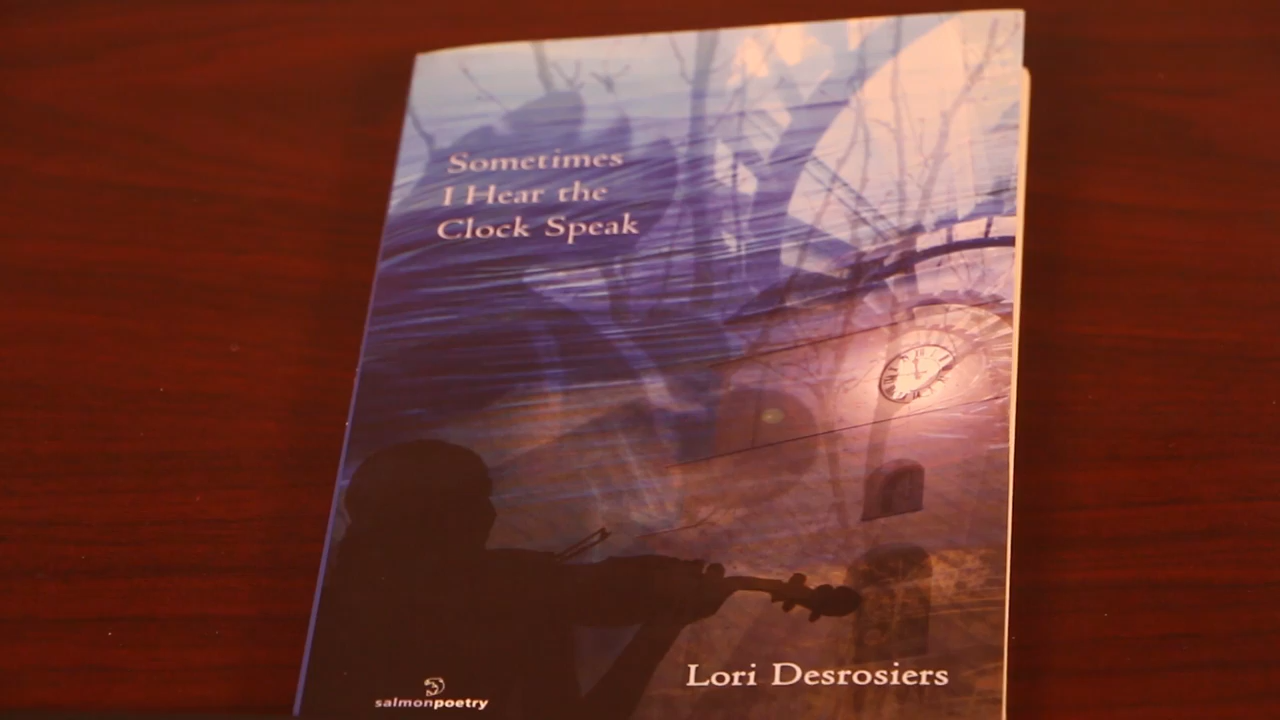 Sometimes
I Hear the
Clock Speak
Lori Desrosiers
salmonpoetry